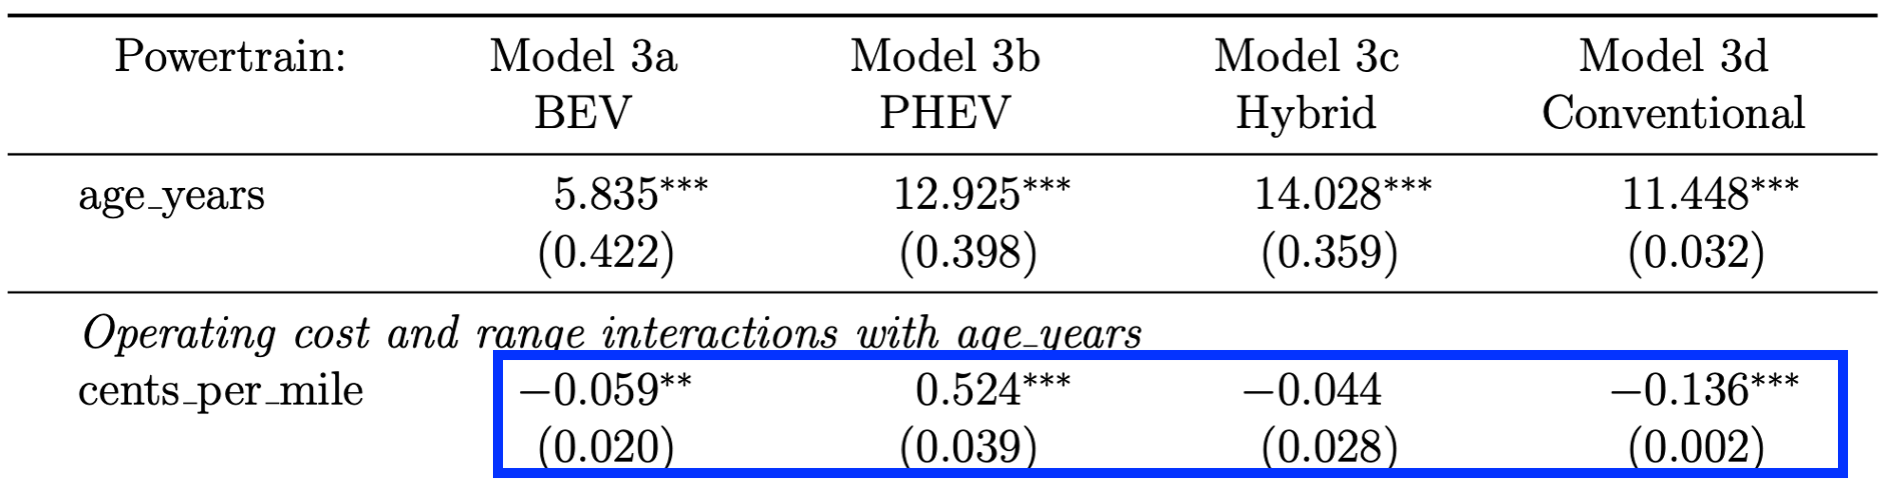 Powertrain: Model 3a Model 3b Model 3c Model 3d
BEV PHEV Hybrid Conventional
age_years 5.835*** 12.925*** 14.028*** 11.448***
(0.422) (0.398) (0.359) (0.032)
Operating cost and range interactions with age_years
cents_per_mile −0.059** 0.524*** −0.044 −0.136***
(0.020) (0.039) (0.028) (0.002)